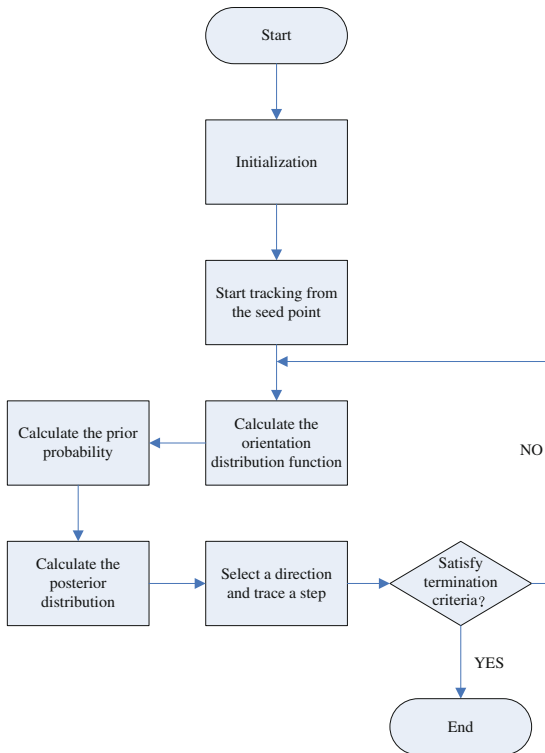 Start
Initialization
Start tracking from
the seed point
Calculate the
orientation
distribution function
Calculate the prior
probability
NO
Calculate the
posterior
distribution
Select a direction
and trace a step
Satisfy
termination
criteria?
YES
End